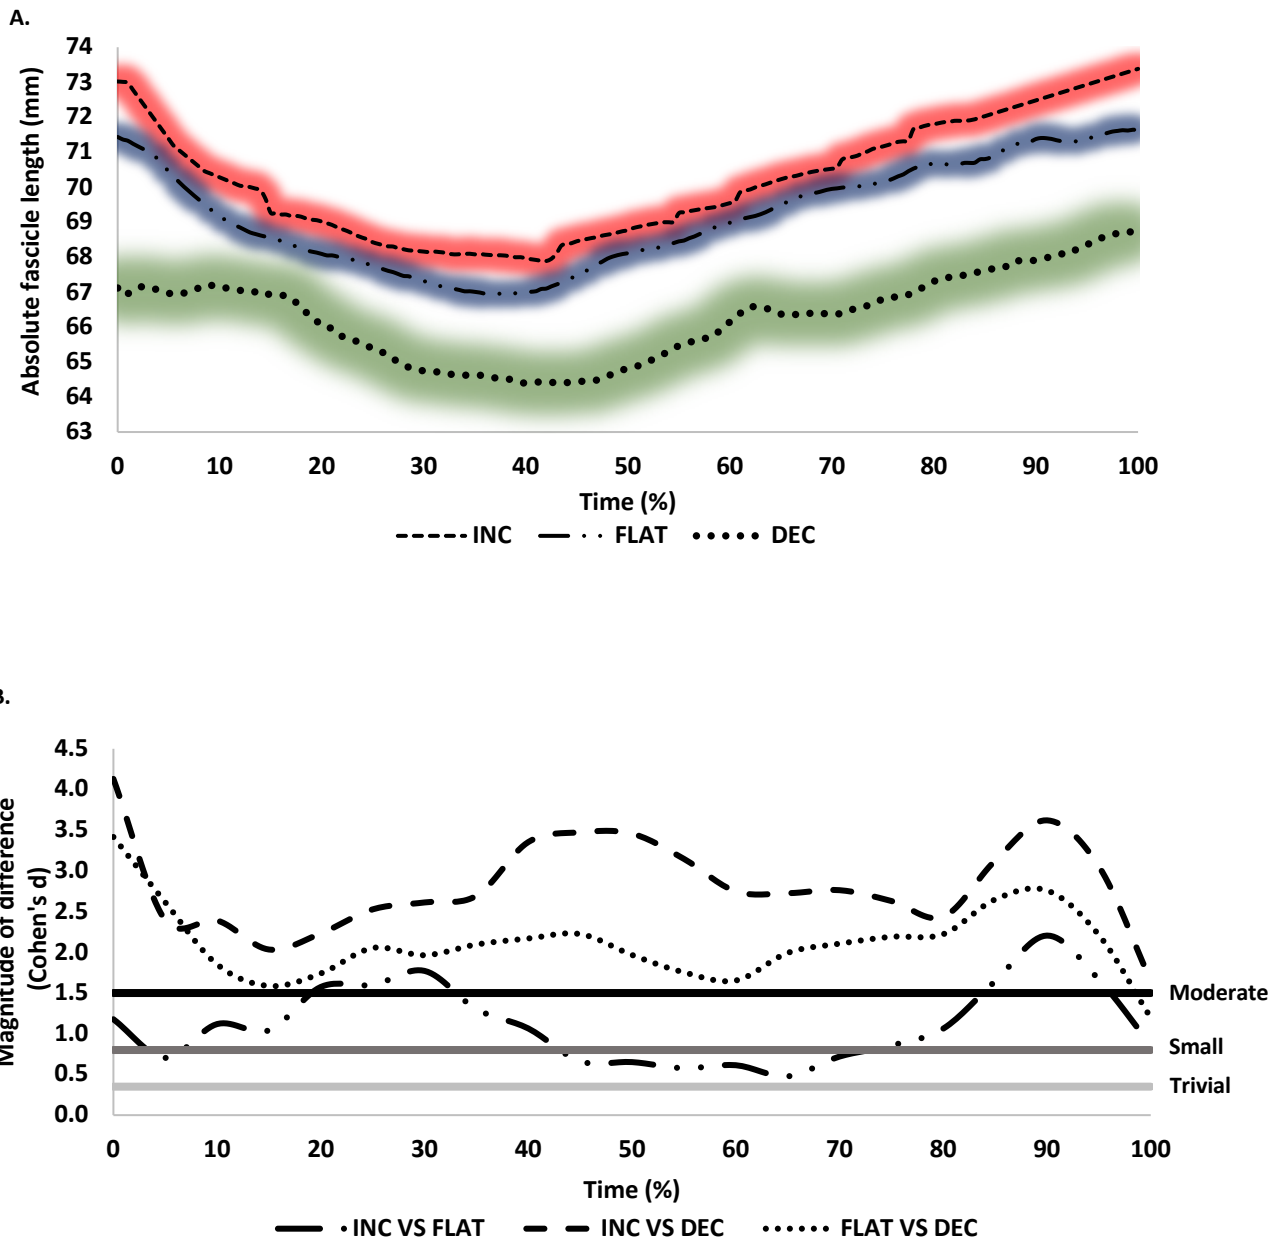 A.
Absolute fascicle length (mm)
74
73
72
71
70
69
68
67
66
65
64
63
0 10 20 30 40 50 60 70 80 90 100
Time (%)
INC FLAT DEC
B.
Magnitude of difference
(Cohen's d)
4.5
4.0
3.5
3.0
2.5
2.0
1.5
1.0
0.5
0.0
Moderate
Small
Trivial
0 10 20 30 40 50 60 70 80 90 100
Time (%)
INC VS FLAT INC VS DEC FLAT VS DEC